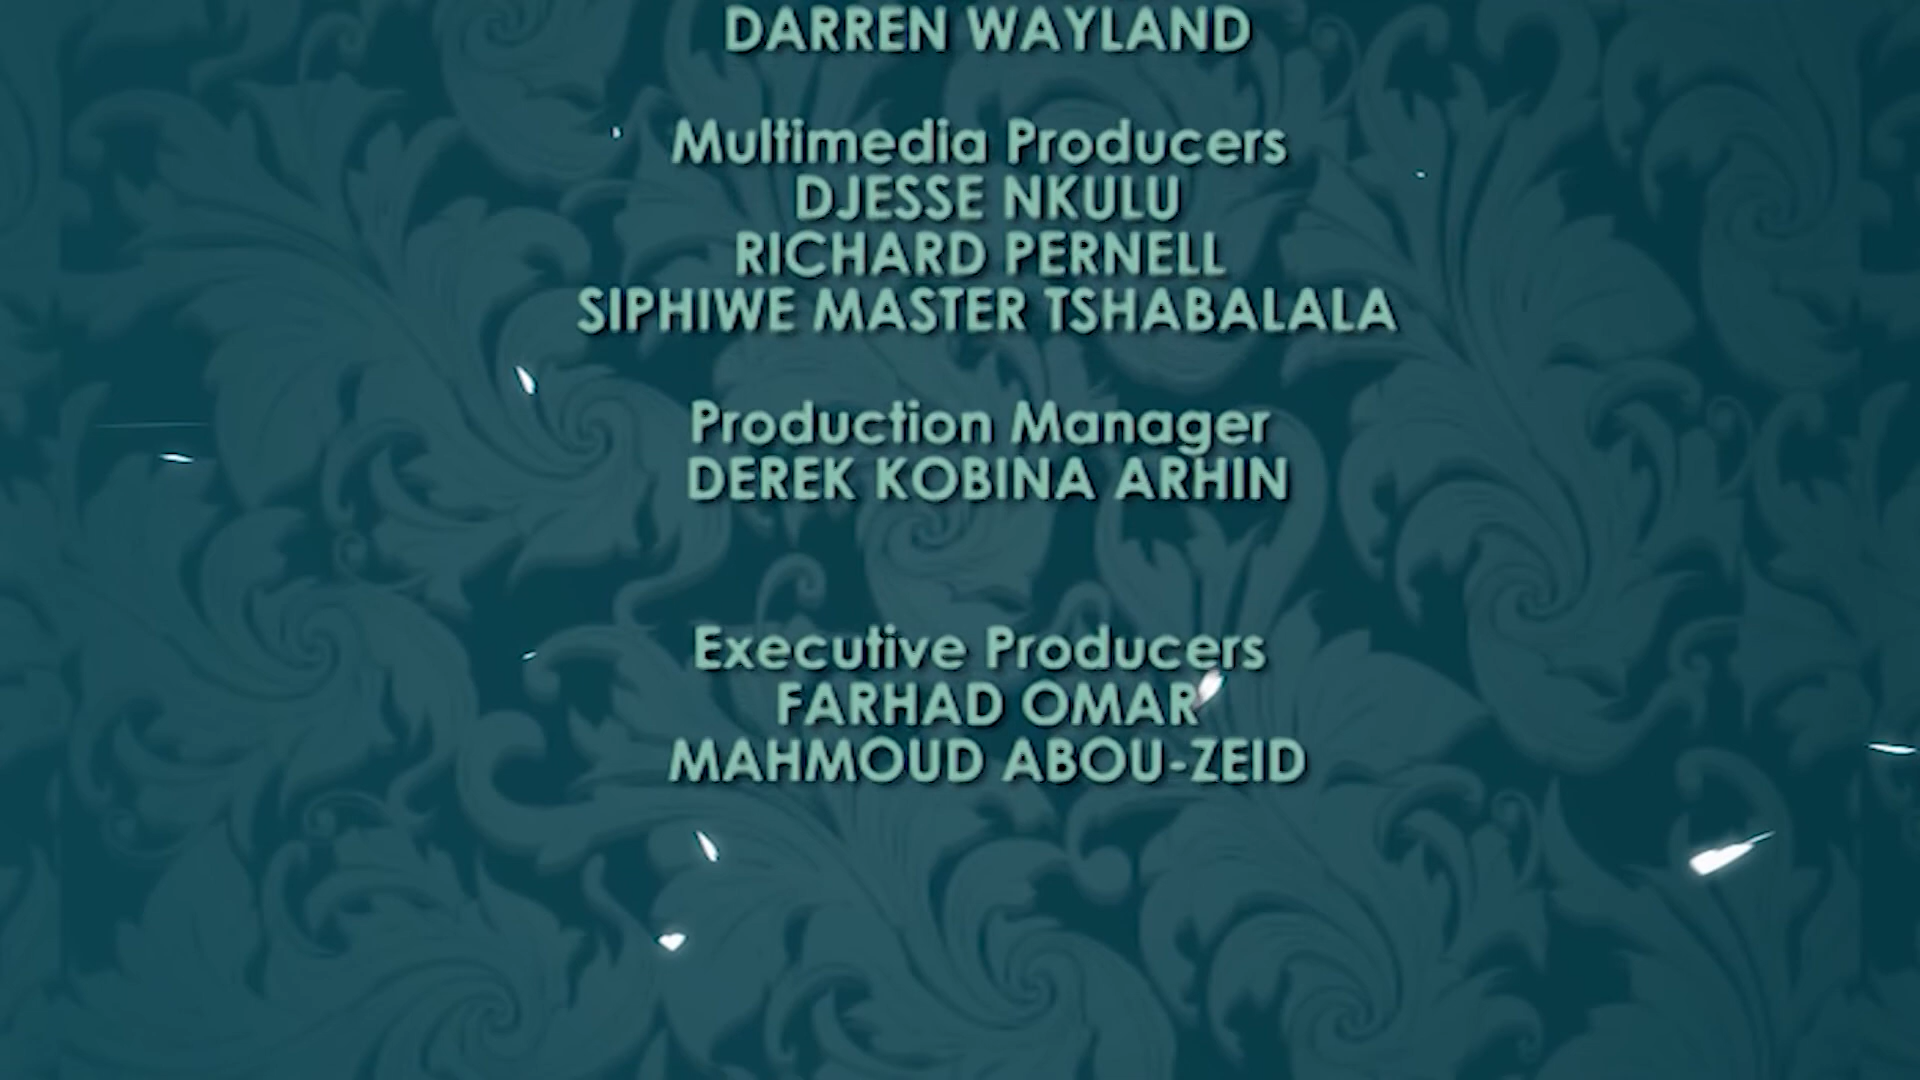 DARREN WAYLAND
Multimedia Producers
DJESSE NKULU
RICHARD PERNELL
SIPHIWE MASTER TSHABALALA
Production Manager
DEREK KOBINA ARHIN
Executive Producers
FARHAD OMAR
MAHMOUD ABOU-ZEID